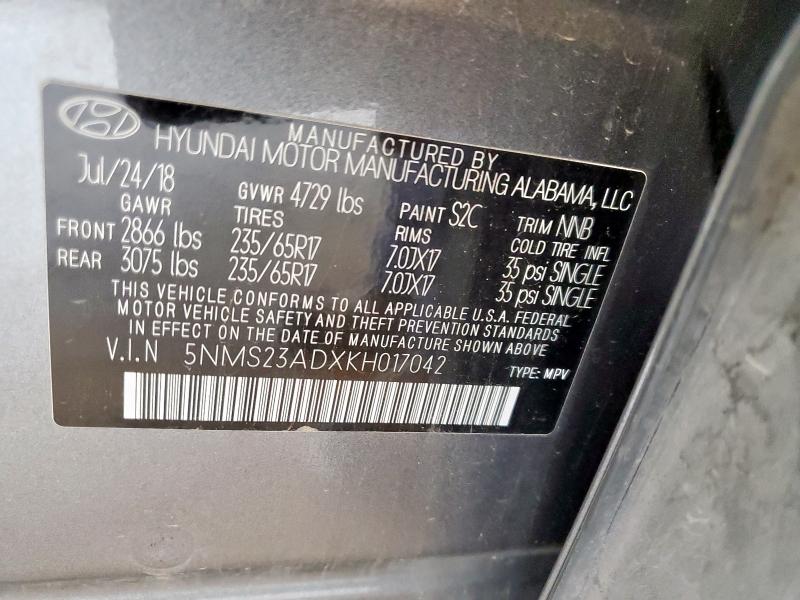 MANUFACTURED BY
HYUNDAI MOTOR MANUFACTURING ALABAMA, LLC
Jul/24/18 GVWR 4729 lbs PAINT S2C TRIM NNB
GAWR TIRES RIMS COLD TIRE INFL
FRONT 2866 lbs 235/65R17 7.0JX17 35 psi SINGLE
REAR 3075 lbs 235/65R17 7.0JX17 35 psi SINGLE
THIS VEHICLE CONFORMS TO ALL APPLICABLE U.S.A. FEDERAL
MOTOR VEHICLE SAFETY AND THEFT PREVENTION STANDARDS
IN EFFECT ON THE DATE OF MANUFACTURE SHOWN ABOVE
V.I.N 5NMS23ADXKH017042 TYPE: MPV